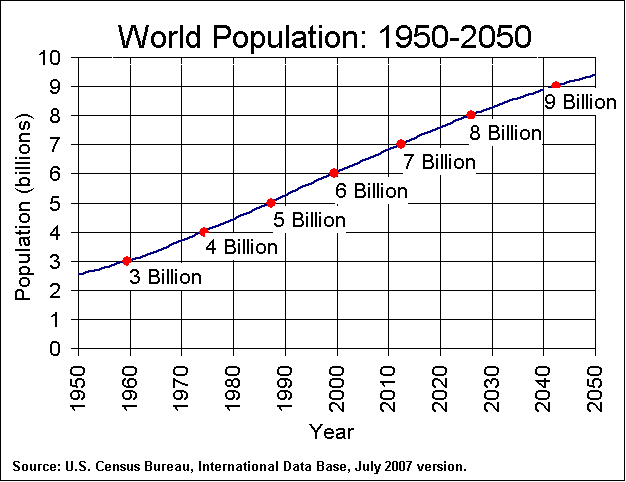 World Population: 1950-2050
Population (billions)
10
9
8
7
6
5
4
3
2
1
0
3 Billion
4 Billion
5 Billion
6 Billion
7 Billion
8 Billion
9 Billion
1950
1960
1970
1980
1990
2000
2010
2020
2030
2040
2050
Year
Source: U.S. Census Bureau, International Data Base, July 2007 version.